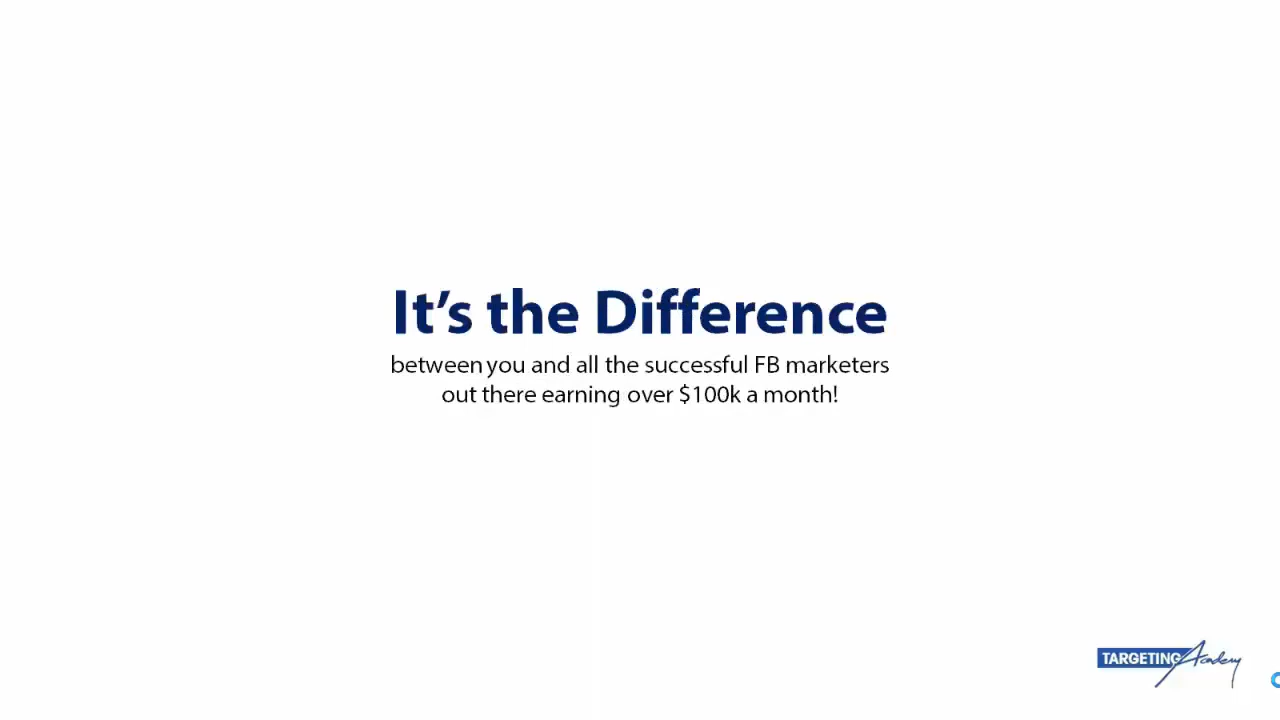 It's the Difference
between you and all the successful FB marketers
out there earning over $100k a month!
TARGETING Academy